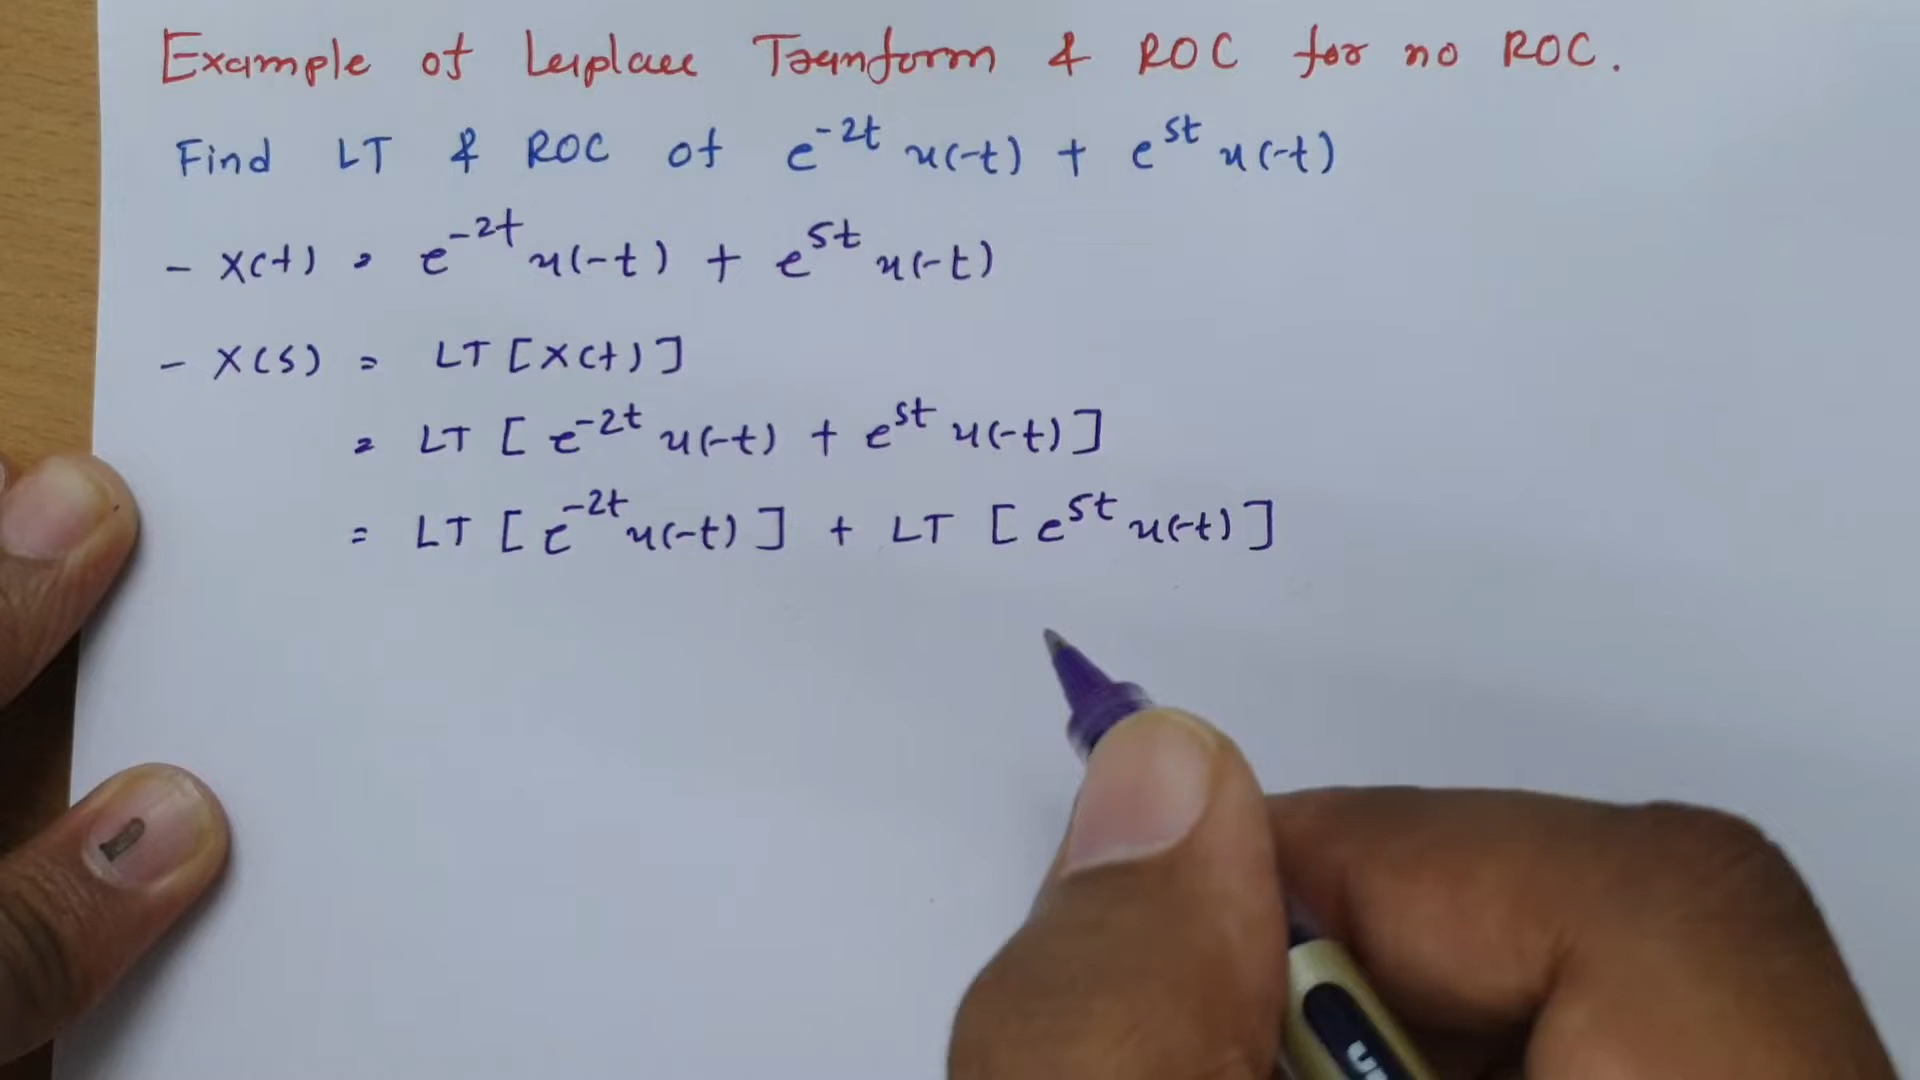 Example of Laplace Transform & ROC for no ROC.
Find LT & ROC of e^-2t u(-t) + e^5t u(-t)
- x(t) = e^-2t u(-t) + e^5t u(-t)
- X(s) = LT [x(t)]
= LT [ e^-2t u(-t) + e^5t u(-t) ]
= LT [ e^-2t u(-t) ] + LT [ e^5t u(-t) ]